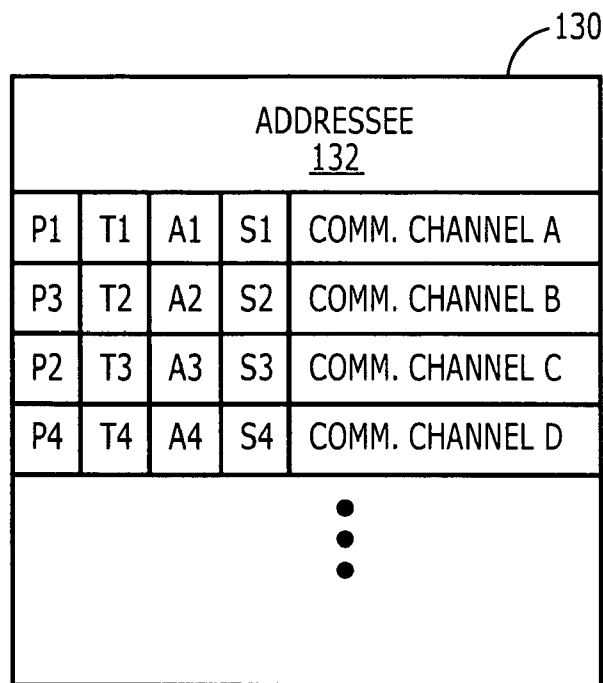 130
ADDRESSEE
132
P1 T1 A1 S1 COMM. CHANNEL A
P3 T2 A2 S2 COMM. CHANNEL B
P2 T3 A3 S3 COMM. CHANNEL C
P4 T4 A4 S4 COMM. CHANNEL D